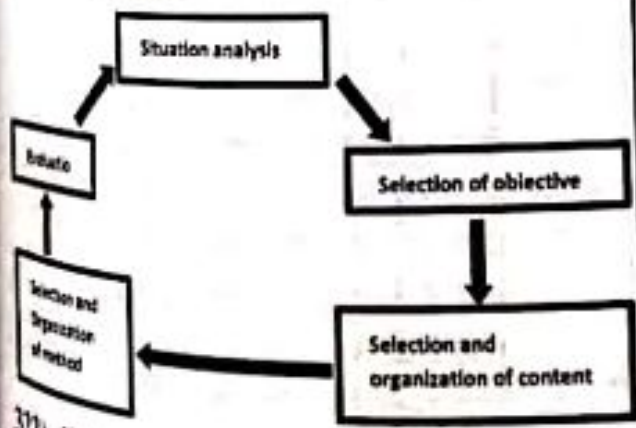 Situation analysis
Selection of objective
Selection and
organization of content
Selection and
Organization
of method